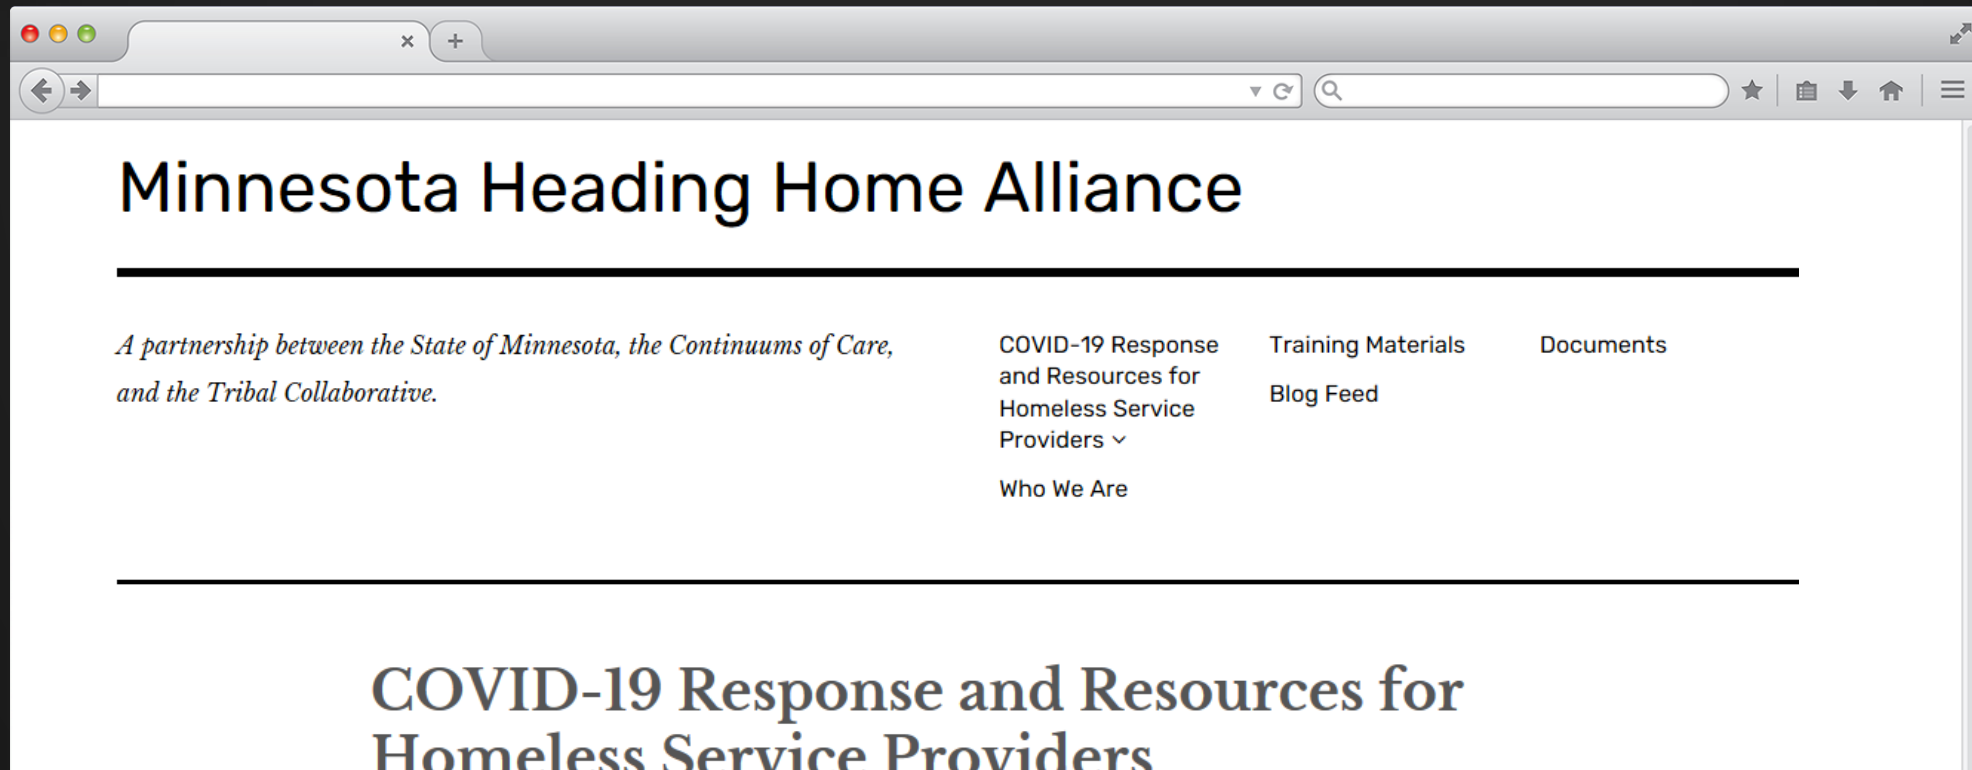 Minnesota Heading Home Alliance
A partnership between the State of Minnesota, the Continuums of Care,
and the Tribal Collaborative.
COVID-19 Response
and Resources for
Homeless Service
Providers
Who We Are
Training Materials
Blog Feed
Documents
COVID-19 Response and Resources for
Homeless Service Providers